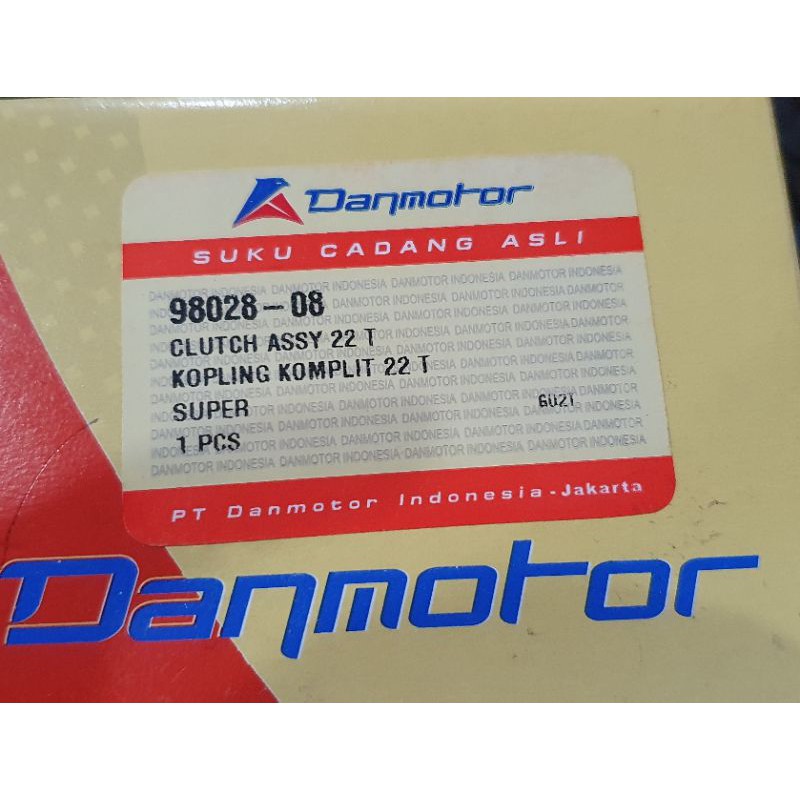 Danmotor
SUKU CADANG ASLI
98028-08
CLUTCH ASSY 22 T
KOPLING KOMPLIT 22 T
SUPER
1 PCS
PT Danmotor Indonesia - Jakarta
Danmotor